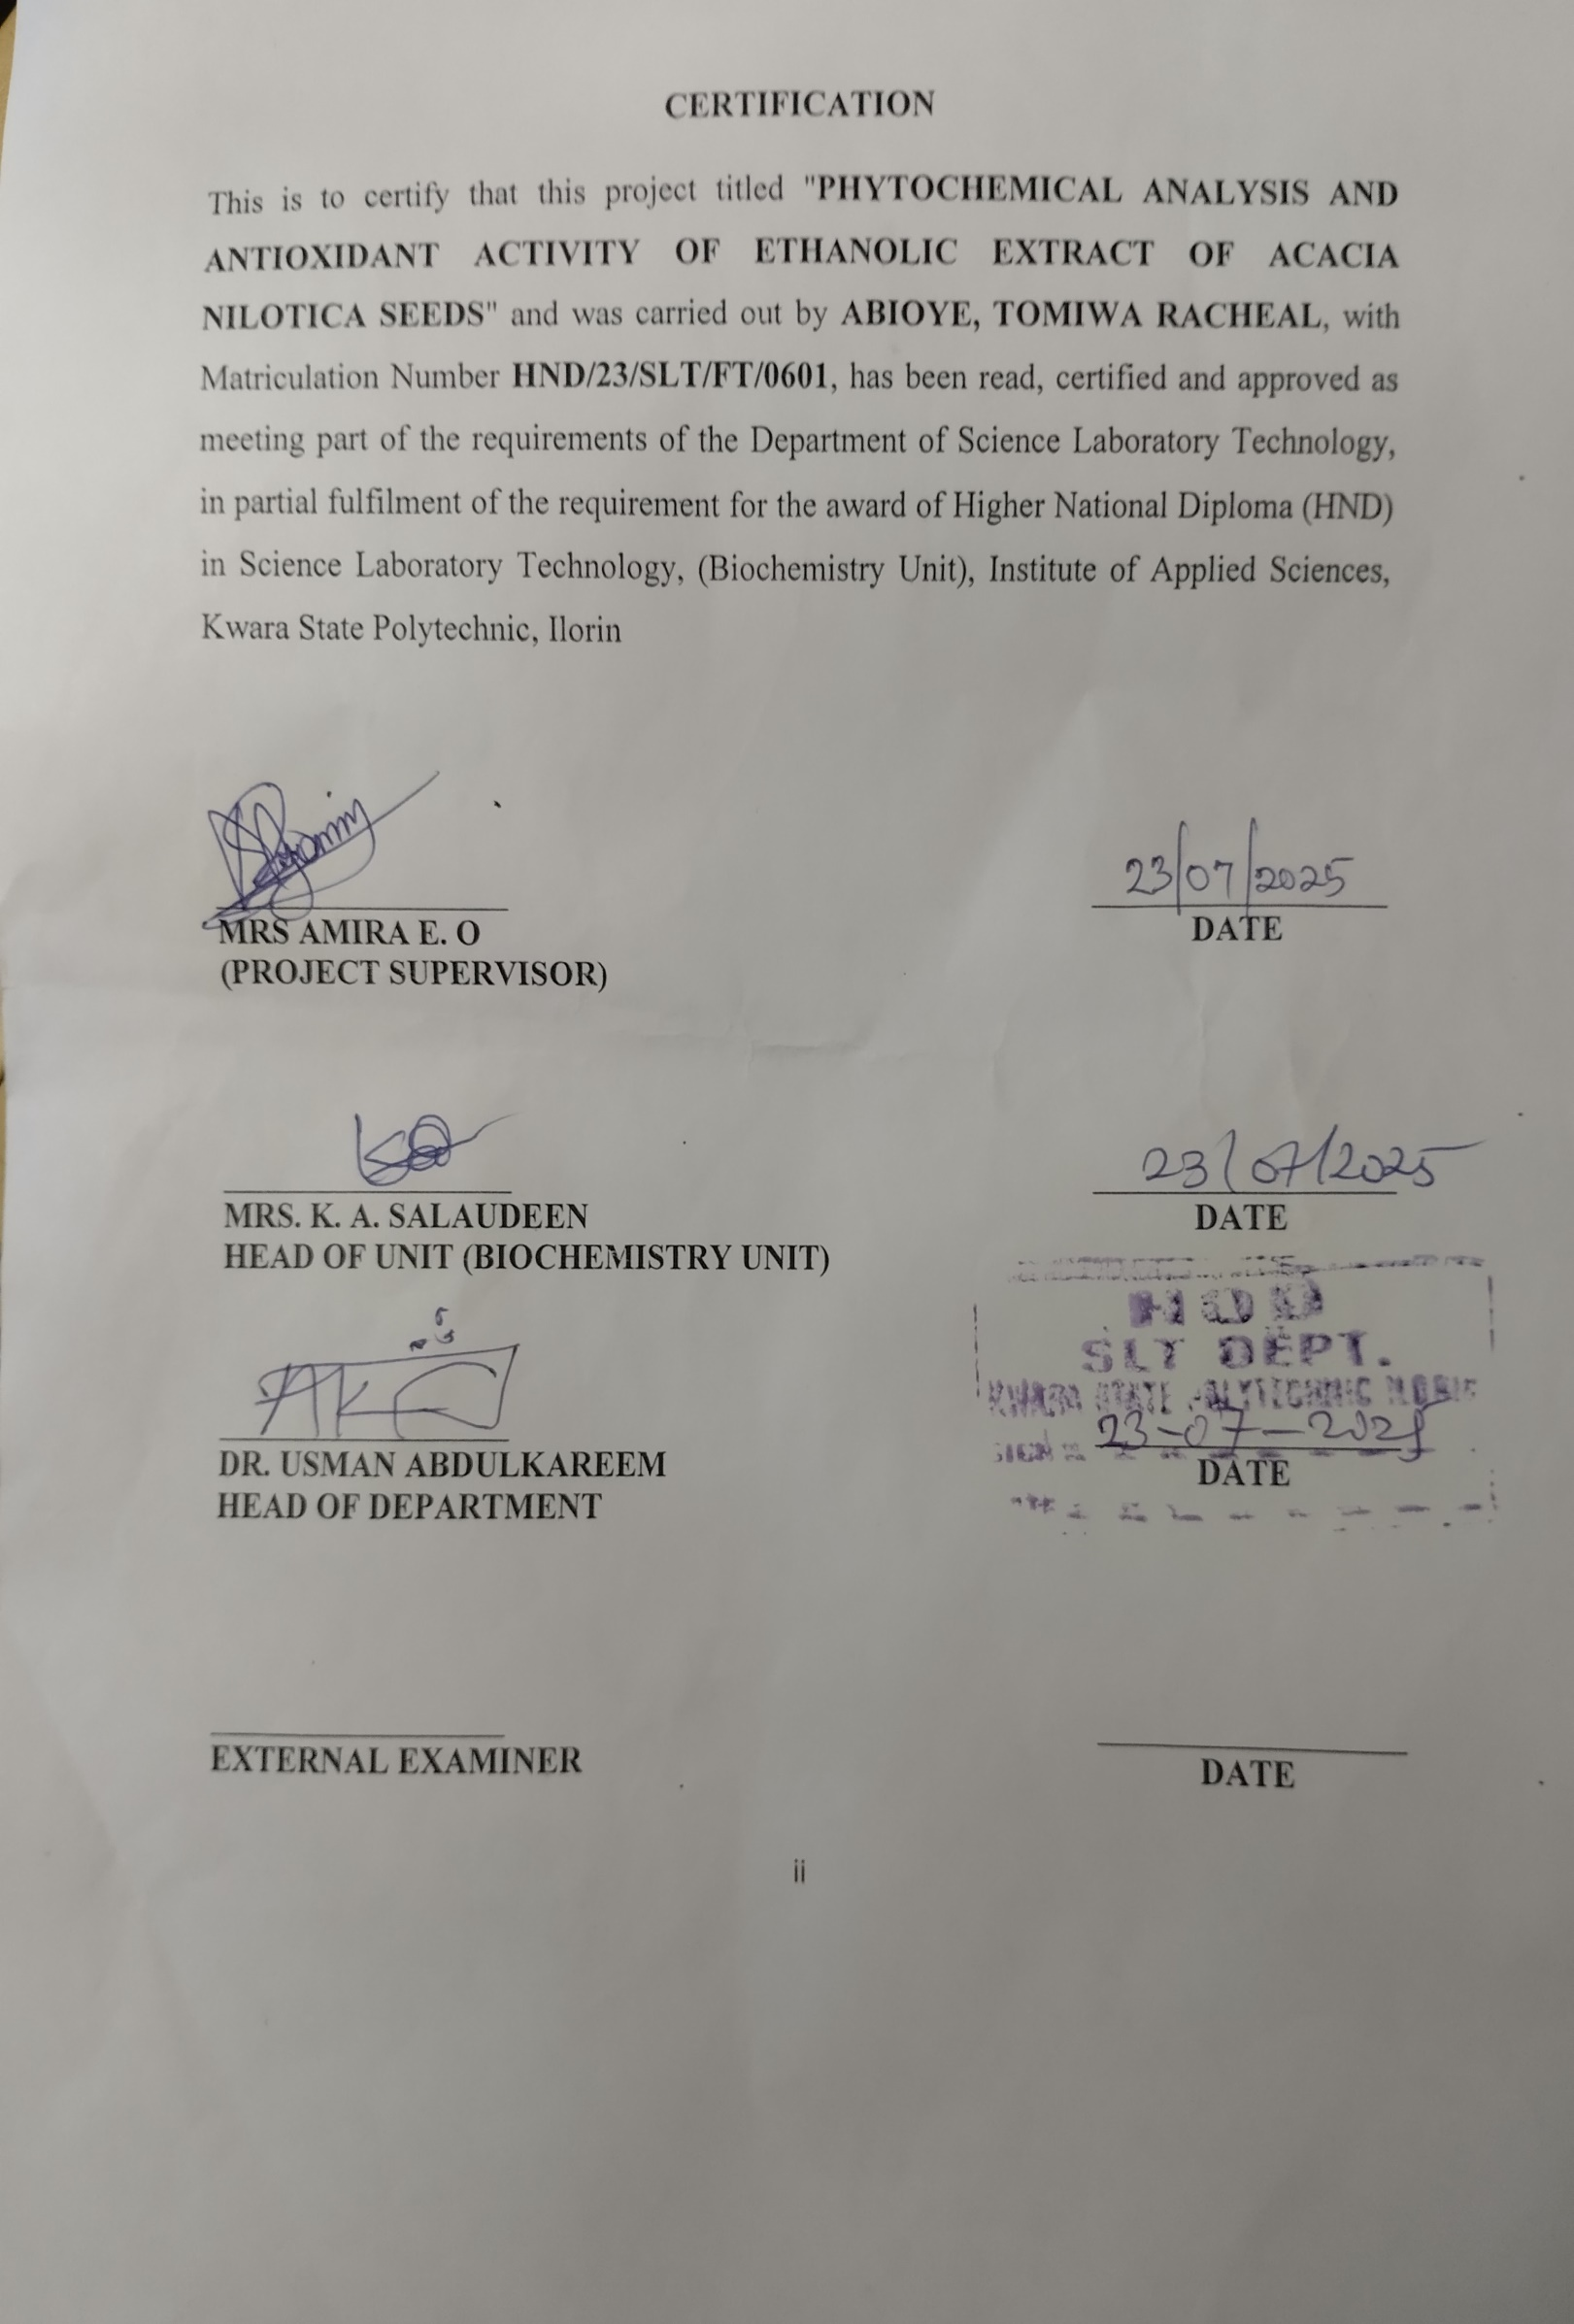 CERTIFICATION
This is to certify that this project titled "PHYTOCHEMICAL ANALYSIS AND
ANTIOXIDANT ACTIVITY OF ETHANOLIC EXTRACT OF ACACIA
NILOTICA SEEDS" and was carried out by ABIOYE, TOMIWA RACHEAL, with
Matriculation Number HND/23/SLT/FT/0601, has been read, certified and approved as
meeting part of the requirements of the Department of Science Laboratory Technology,
in partial fulfilment of the requirement for the award of Higher National Diploma (HND)
in Science Laboratory Technology, (Biochemistry Unit), Institute of Applied Sciences,
Kwara State Polytechnic, Ilorin
23/07/2025
MRS AMIRA E. O
DATE
(PROJECT SUPERVISOR)
23/07/2025
MRS. K. A. SALAUDEEN
DATE
HEAD OF UNIT (BIOCHEMISTRY UNIT)
HOD
SLT DEPT.
KWARA STATE POLYTECHNIC ILORIN
23-07-2025
DR. USMAN ABDULKAREEM
DATE
HEAD OF DEPARTMENT
EXTERNAL EXAMINER
DATE
ii